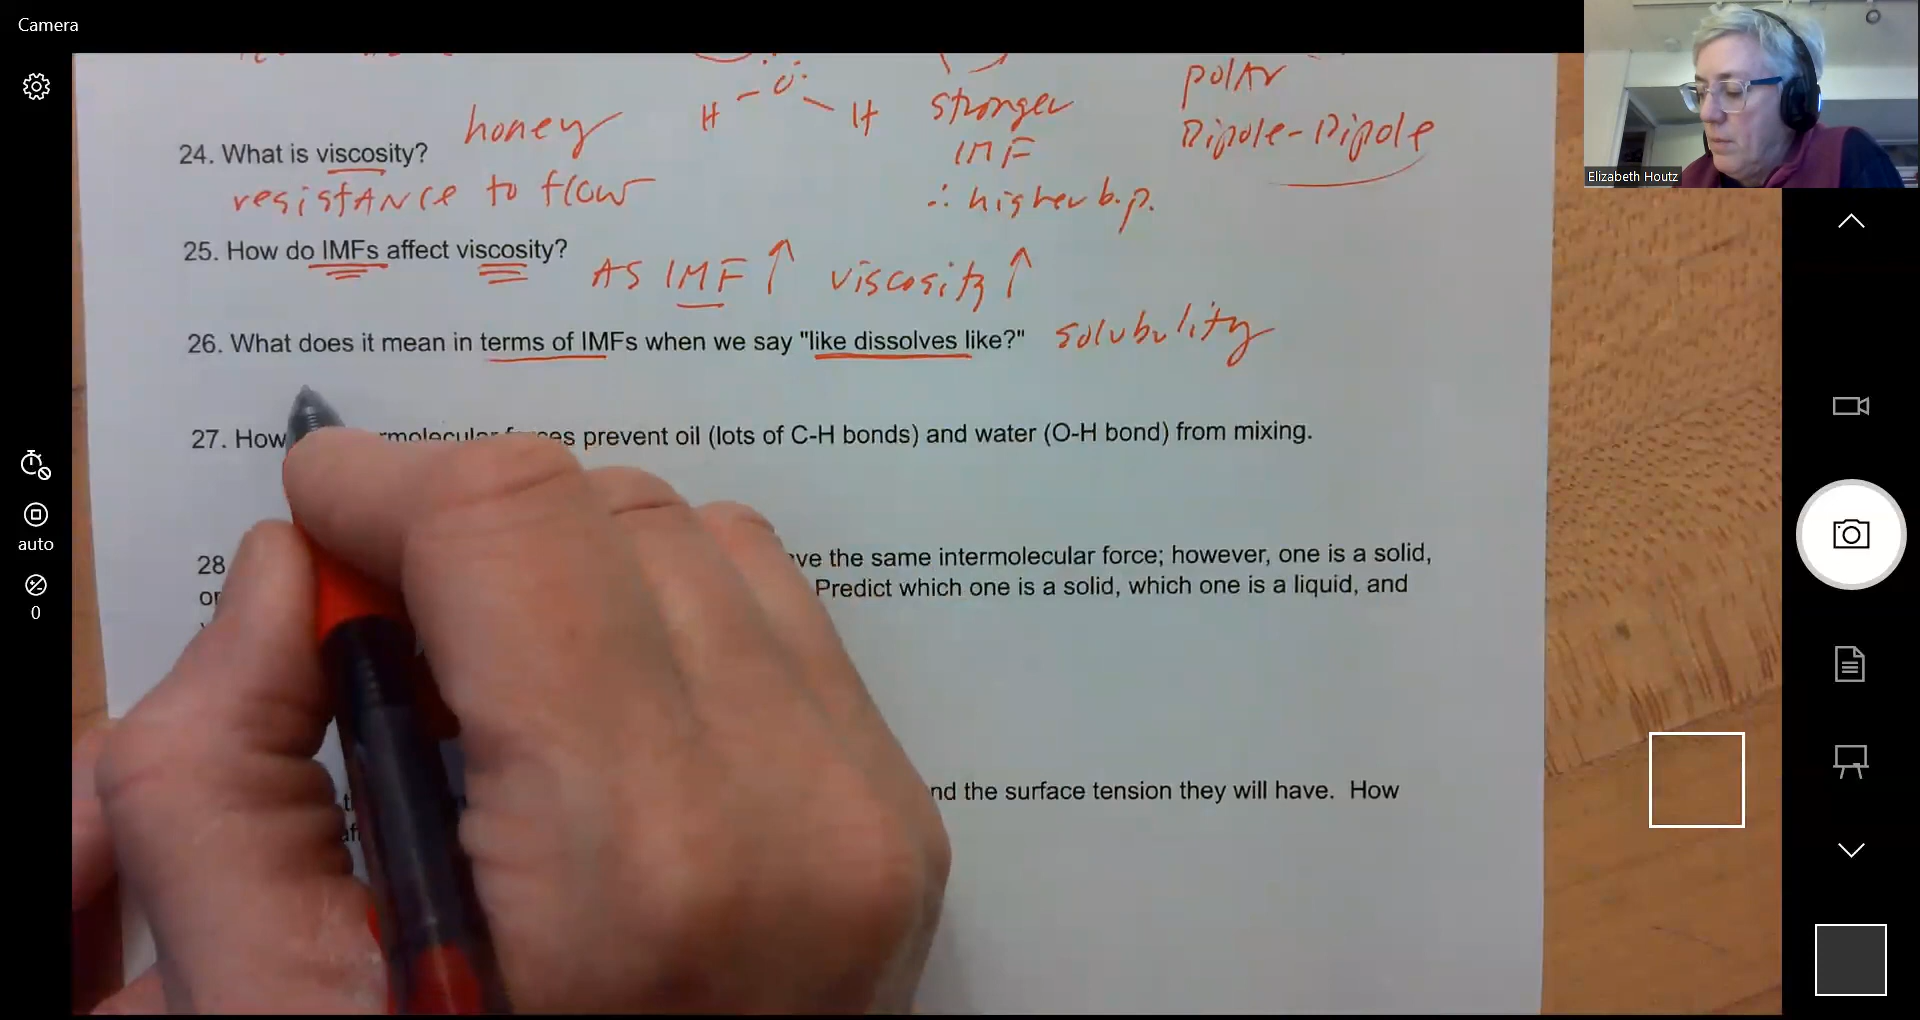 Camera
polar
H O H stronger
honey Dipole-Dipole
24. What is viscosity? IMF
resistance to flow ∴ higher b.p.
Elizabeth Houtz
25. How do IMFs affect viscosity?
AS IMF ↑ viscosity ↑
26. What does it mean in terms of IMFs when we say "like dissolves like?" solubulity
27. How prevent oil (lots of C-H bonds) and water (O-H bond) from mixing.
auto
28 the same intermolecular force; however, one is a solid,
0 Predict which one is a solid, which one is a liquid, and
the surface tension they will have. How